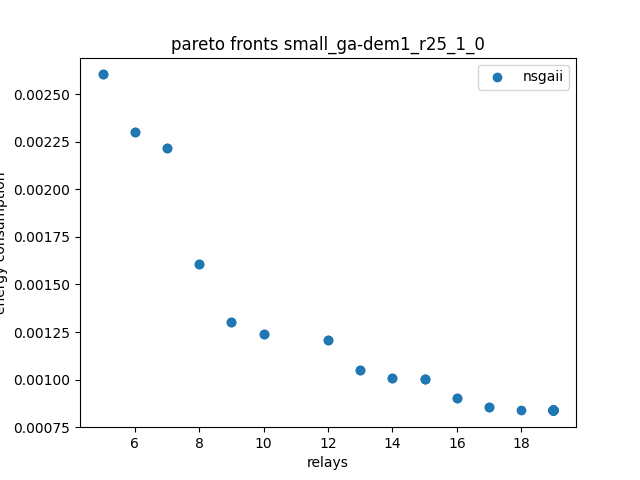 pareto fronts small_ga-dem1_r25_1_0
nsgaii
0.00250
0.00225
0.00200
0.00175
0.00150
0.00125
0.00100
0.00075
energy consumption
6 8 10 12 14 16 18
relays